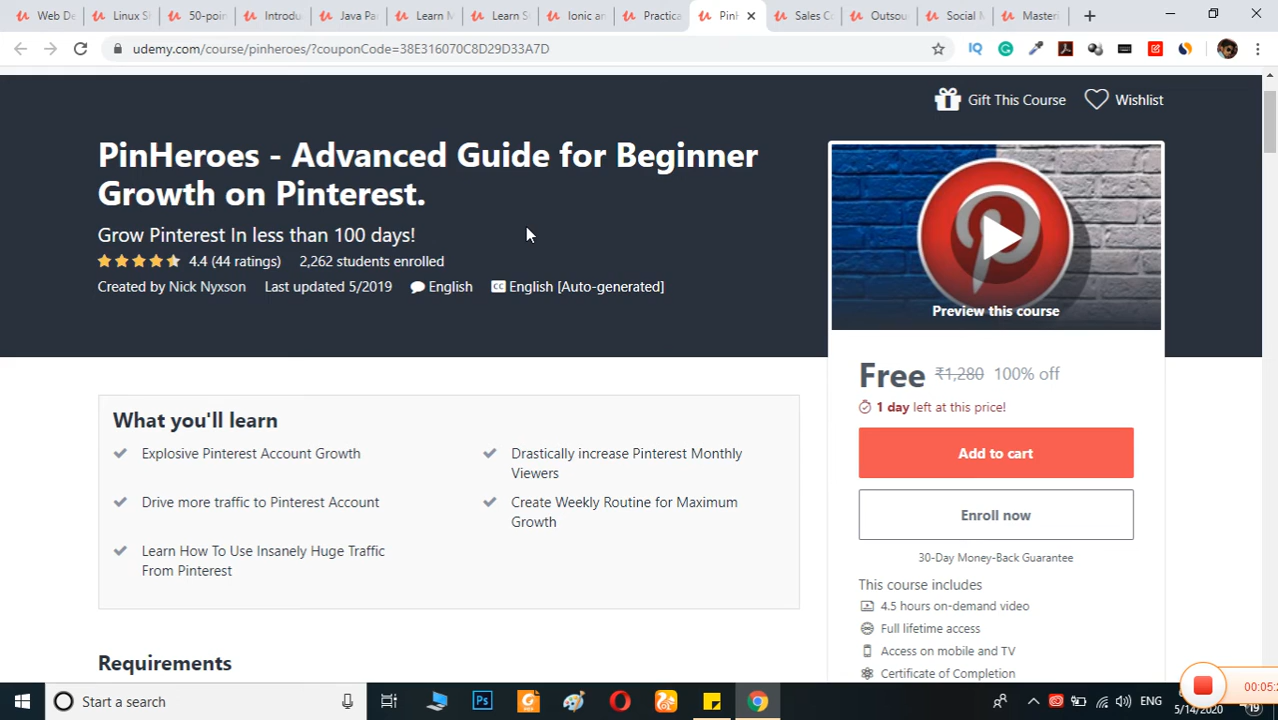 Web De
Linux S
50-poin
Introdu
Java Pa
Learn M
Learn S
Ionic an
Practica
Pin
Sales Co
Outsou
Social M
Masteri
udemy.com/course/pinheroes/?couponCode=38E316070C8D29D33A7D
Gift This Course
Wishlist
PinHeroes - Advanced Guide for Beginner
Growth on Pinterest.
Grow Pinterest In less than 100 days!
4.4 (44 ratings) 2,262 students enrolled
Created by Nick Nyxson Last updated 5/2019 English CC English [Auto-generated]
Preview this course
Free ₹1,280 100% off
1 day left at this price!
Add to cart
Enroll now
30-Day Money-Back Guarantee
This course includes
4.5 hours on-demand video
Full lifetime access
Access on mobile and TV
Certificate of Completion
What you'll learn
Explosive Pinterest Account Growth
Drastically increase Pinterest Monthly
Viewers
Drive more traffic to Pinterest Account
Create Weekly Routine for Maximum
Growth
Learn How To Use Insanely Huge Traffic
From Pinterest
Requirements
Start a search
Ps
ENG
5/14/2020
19
00:05: